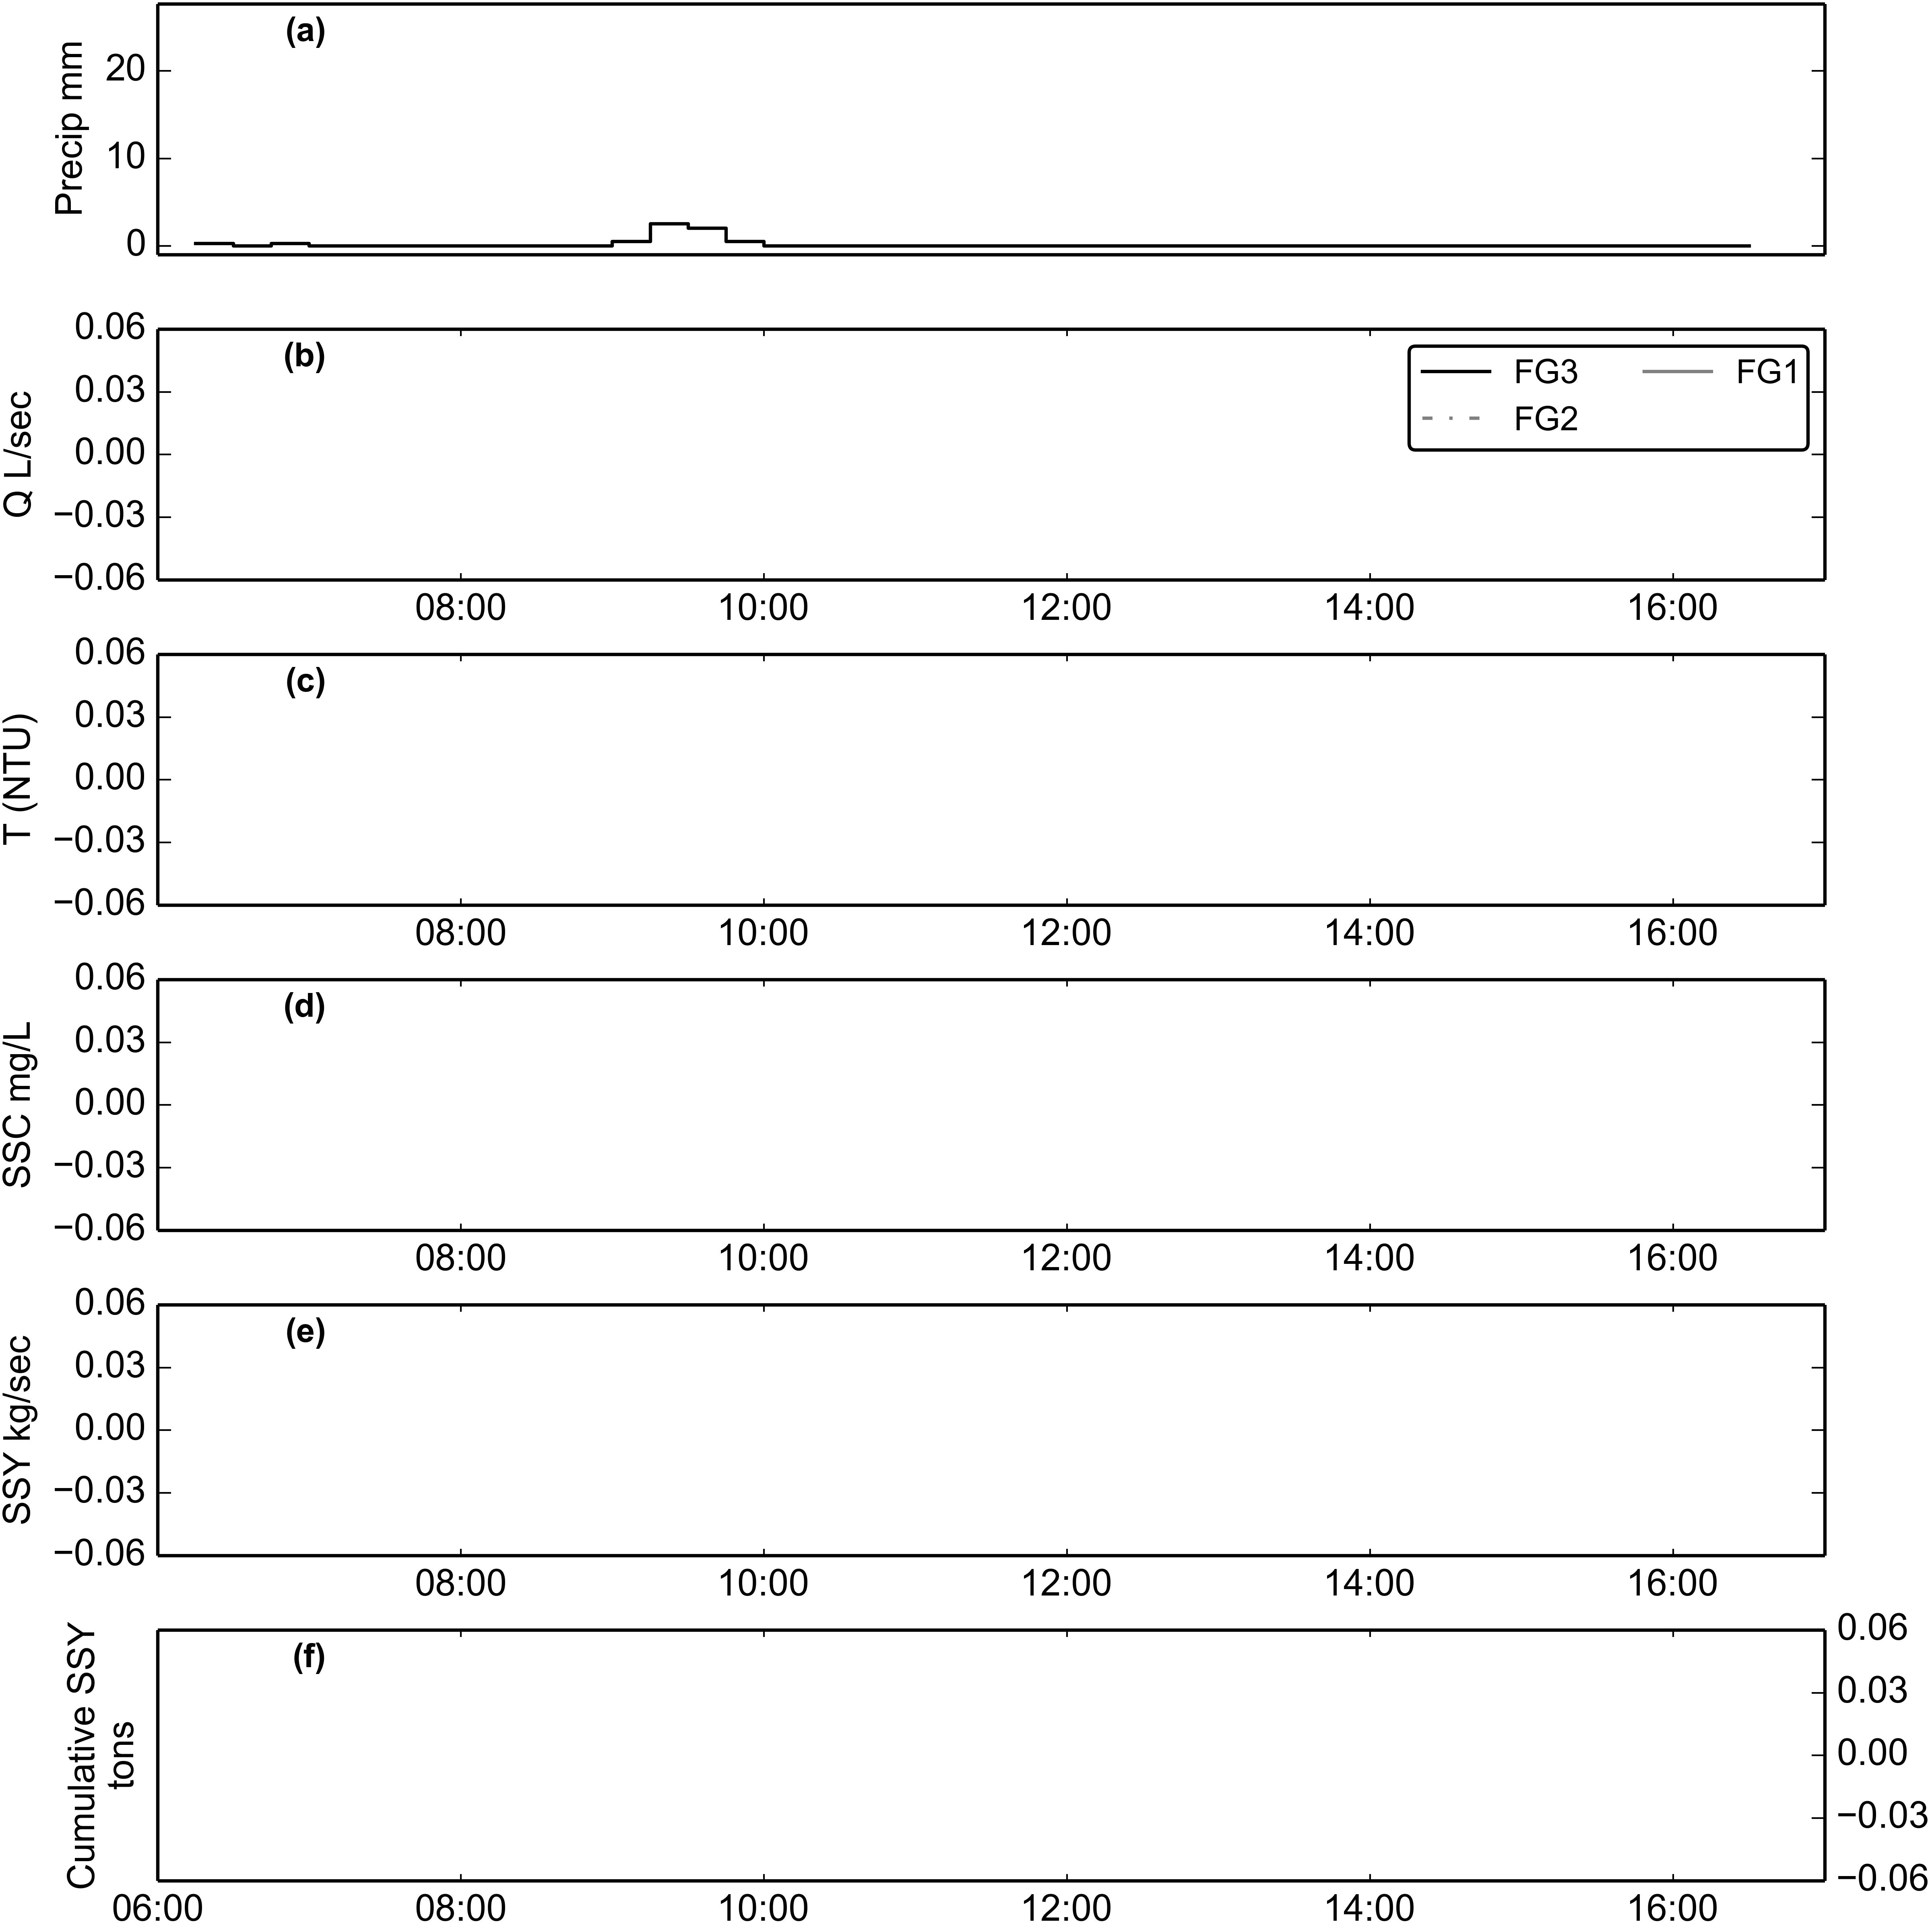 (a)
Precip mm
20
10
0
(b)
Q L/sec
0.06
0.03
0.00
−0.03
−0.06
FG3
FG1
FG2
08:00 10:00 12:00 14:00 16:00
(c)
T (NTU)
0.06
0.03
0.00
−0.03
−0.06
08:00 10:00 12:00 14:00 16:00
(d)
SSC mg/L
0.06
0.03
0.00
−0.03
−0.06
08:00 10:00 12:00 14:00 16:00
(e)
SSY kg/sec
0.06
0.03
0.00
−0.03
−0.06
08:00 10:00 12:00 14:00 16:00
(f)
Cumulative SSY
tons
0.06
0.03
0.00
−0.03
−0.06
06:00 08:00 10:00 12:00 14:00 16:00